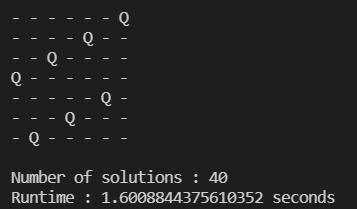 - - - - - - Q
- - - - Q - -
- - Q - - - -
Q - - - - - -
- - - - - Q -
- - - Q - - -
- Q - - - - -
Number of solutions : 40
Runtime : 1.6008844375610352 seconds